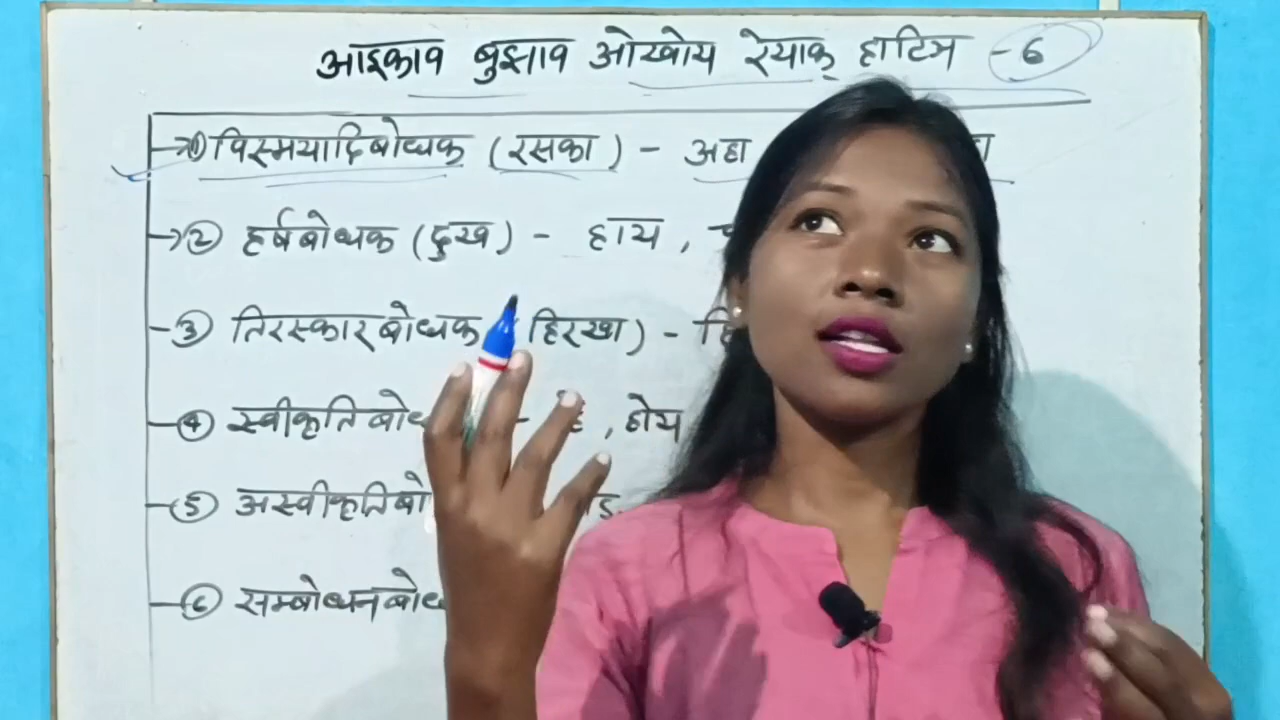 आइकाव बुझाव ओखोय रेयाक् हाटिञ - 6
→ ① विस्मयादिबोधक (रसका) - अहा
→ ② हर्षबोधक (दुख) - हाय ,
- ③ तिरस्कारबोधक (हिरखा) - हि
- ④ स्वीकृतिबोध - हैं , होय
- ⑤ अस्वीकृतिबो
- ⑥ सम्बोधनबोध